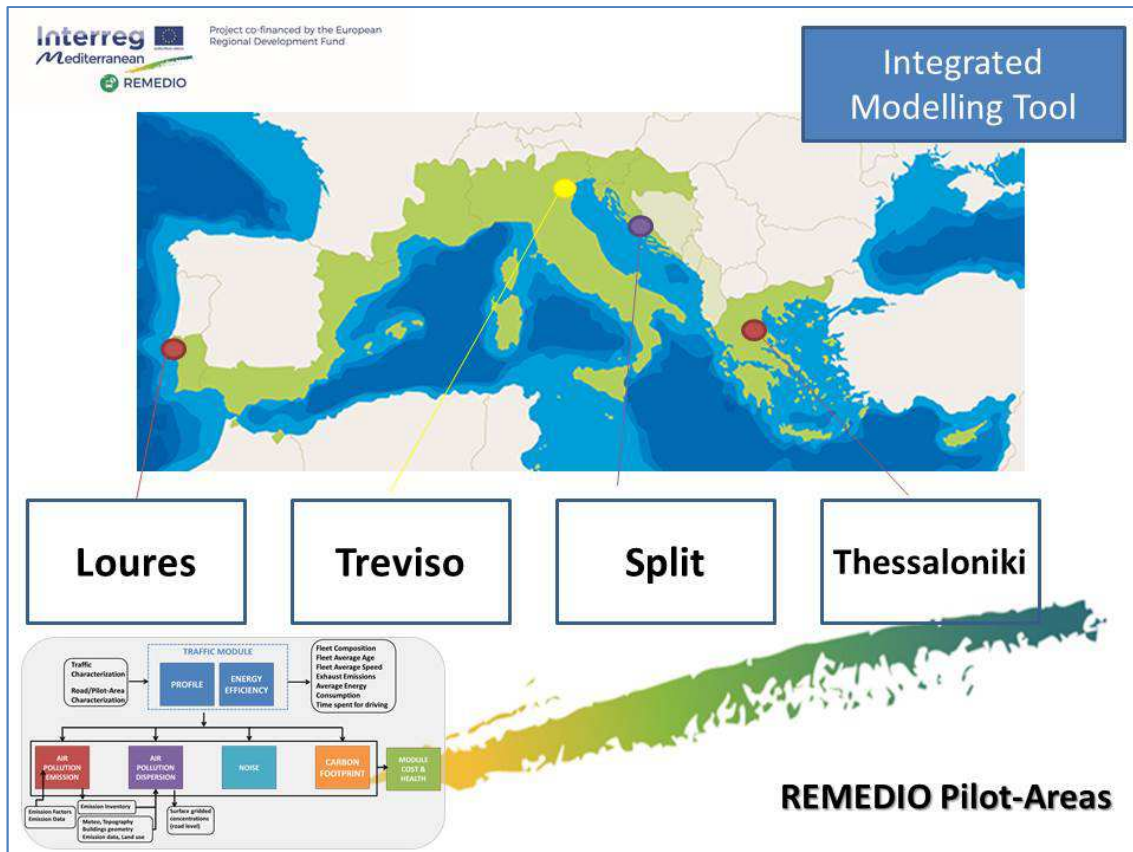 Interreg
Mediterranean
REMEDIO
Project co-financed by the European
Regional Development Fund
Integrated
Modelling Tool
Loures
Treviso
Split
Thessaloniki
Traffic
Characterization
Road/Pilot-Area
Characterization
TRAFFIC MODULE
PROFILE
ENERGY
EFFICIENCY
Fleet Composition
Fleet Average Age
Fleet Average Speed
Exhaust Emissions
Average Energy
Consumption
Time spent for driving
AIR
POLLUTION
EMISSION
AIR
POLLUTION
DISPERSION
NOISE
CARBON
FOOTPRINT
MODULE
COST &
HEALTH
Emission Factors
Emission Data
Emission Inventory
Meteo, Topography
Buildings geometry
Emission data, Land use
Surface gridded
concentrations
(road level)
REMEDIO Pilot-Areas